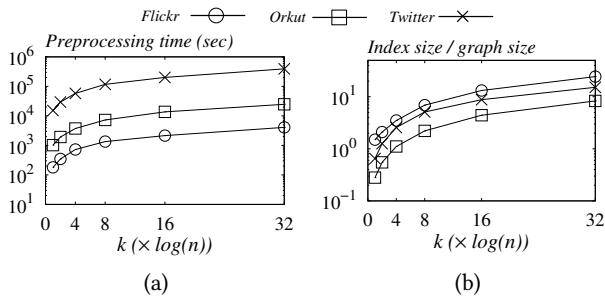 Flickr Orkut Twitter
Preprocessing time (sec)
10^6
10^5
10^4
10^3
10^2
10^1
0 4 8 16 32
k (× log(n))
(a)
Index size / graph size
10^1
10^0
10^-1
0 4 8 16 32
k (× log(n))
(b)